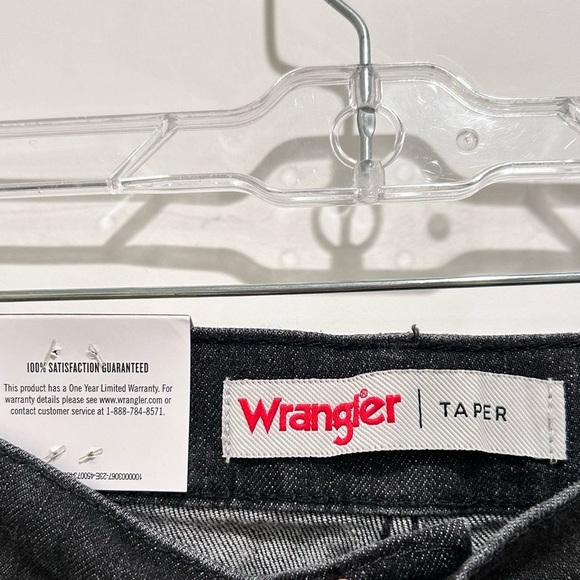 100% SATISFACTION GUARANTEED
This product has a One Year Limited Warranty. For
warranty details please see www.wrangler.com or
contact customer service at 1-888-784-8571.
Wrangler® | TAPER